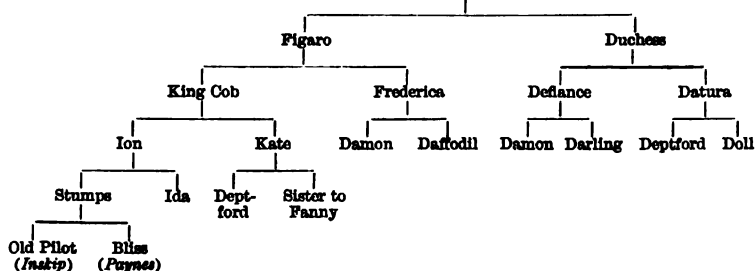 Figaro Duchess
King Cob Frederica Defiance Datura
Ion Kate Damon Daffodil Damon Darling Deptford Doll
Stumps Ida Dept- Sister to
ford Fanny
Old Pilot Bliss
(Inskip) (Paynes)